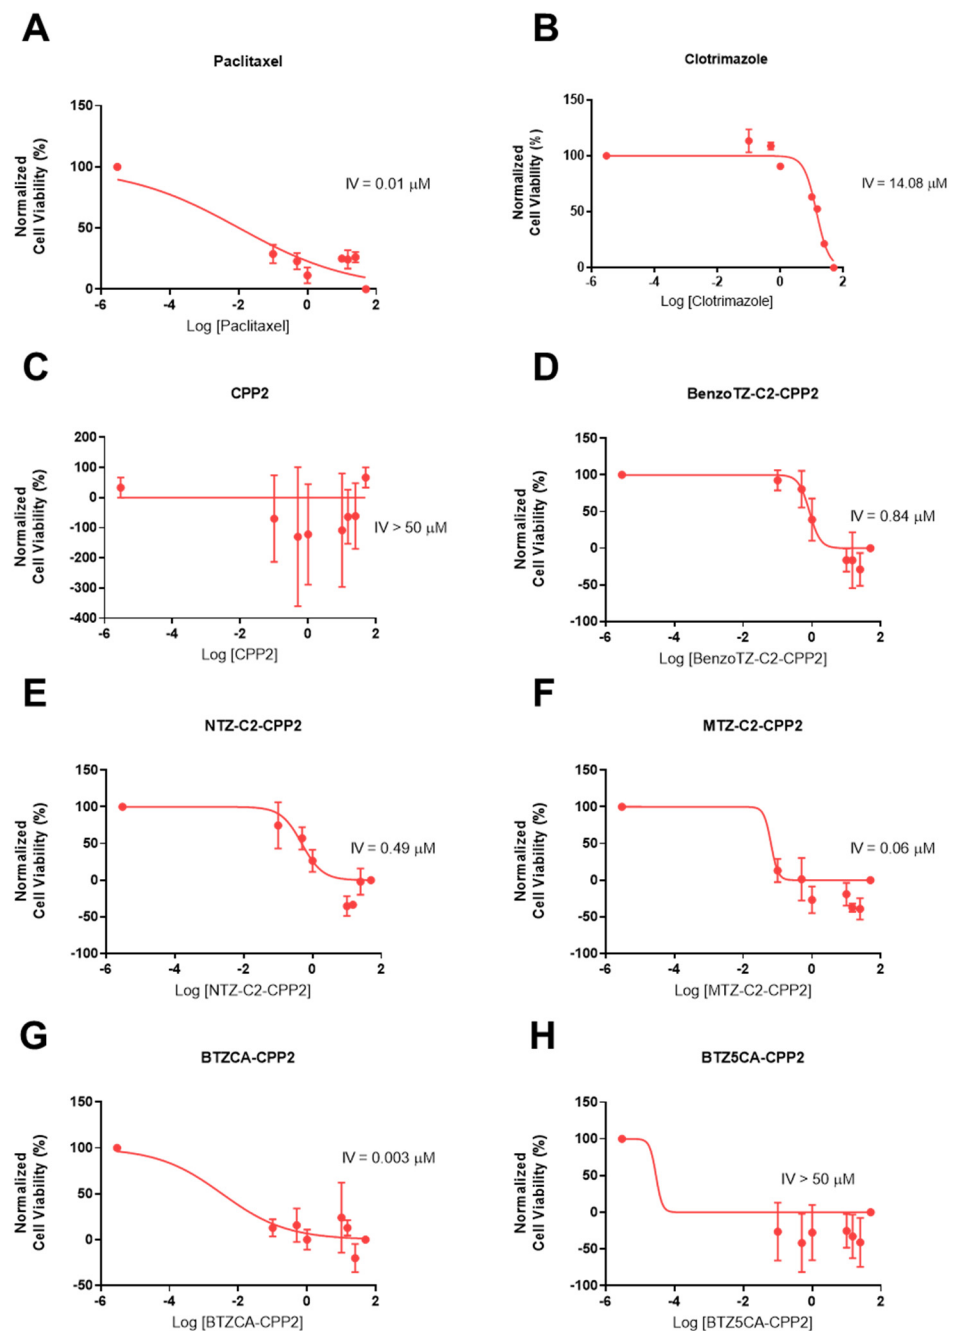 A
Paclitaxel
Normalized
Cell Viability (%)
150
100
50
0
-6
-4
-2
0
2
IV = 0.01 µM
Log [Paclitaxel]
B
Clotrimazole
Normalized
Cell Viability (%)
150
100
50
0
-6
-4
-2
0
2
IV = 14.08 µM
Log [Clotrimazole]
C
CPP2
Normalized
Cell Viability (%)
200
100
0
-100
-200
-300
-400
-6
-4
-2
0
2
IV > 50 µM
Log [CPP2]
D
BenzoTZ-C2-CPP2
Normalized
Cell Viability (%)
150
100
50
0
-50
-100
-6
-4
-2
0
2
IV = 0.84 µM
Log [BenzoTZ-C2-CPP2]
E
NTZ-C2-CPP2
Normalized
Cell Viability (%)
150
100
50
0
-50
-100
-6
-4
-2
0
2
IV = 0.49 µM
Log [NTZ-C2-CPP2]
F
MTZ-C2-CPP2
Normalized
Cell Viability (%)
150
100
50
0
-50
-100
-6
-4
-2
0
2
IV = 0.06 µM
Log [MTZ-C2-CPP2]
G
BTZCA-CPP2
Normalized
Cell Viability (%)
150
100
50
0
-50
-6
-4
-2
0
2
IV = 0.003 µM
Log [BTZCA-CPP2]
H
BTZ5CA-CPP2
Normalized
Cell Viability (%)
150
100
50
0
-50
-100
-6
-4
-2
0
2
IV > 50 µM
Log [BTZ5CA-CPP2]